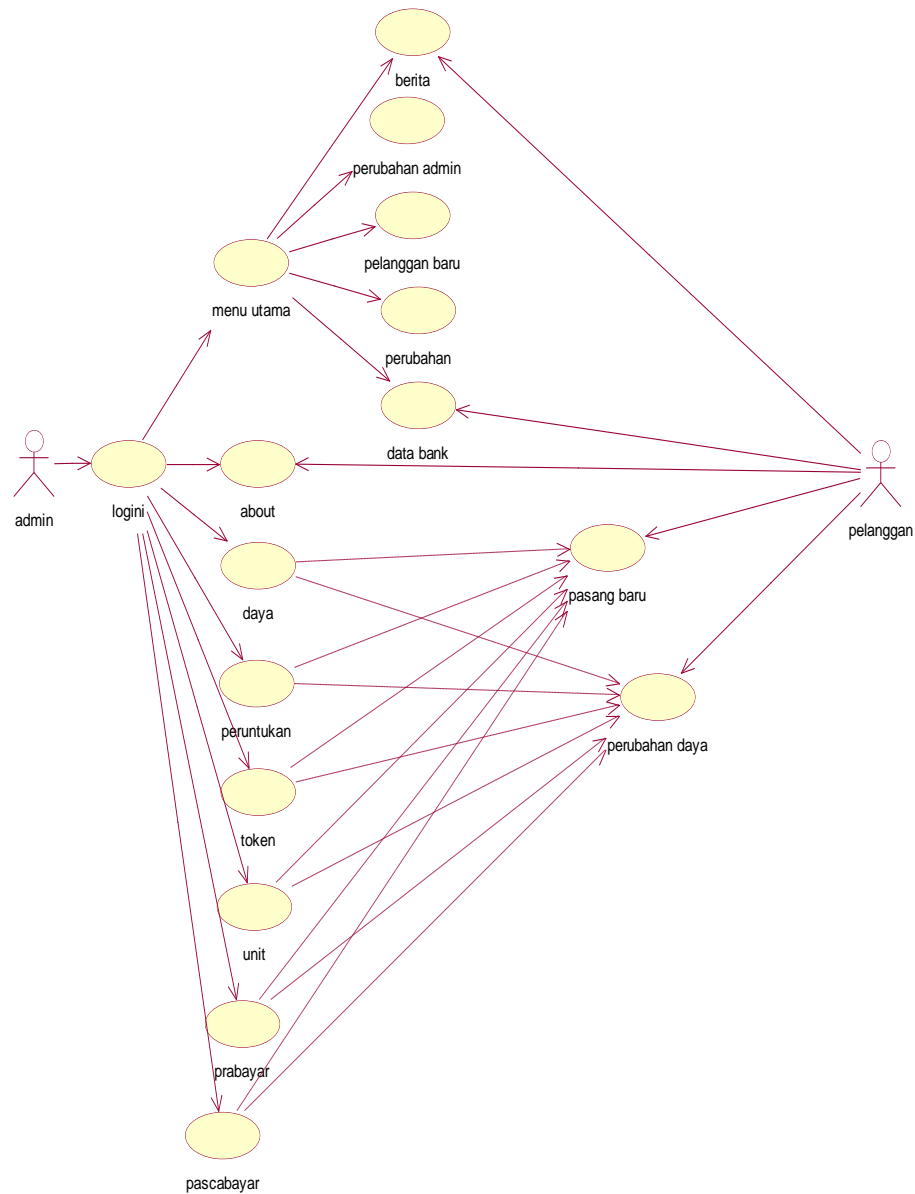 berita
perubahan admin
pelanggan baru
menu utama
perubahan
data bank
admin
logini
about
pelanggan
pasang baru
daya
peruntukan
perubahan daya
token
unit
prabayar
pascabayar